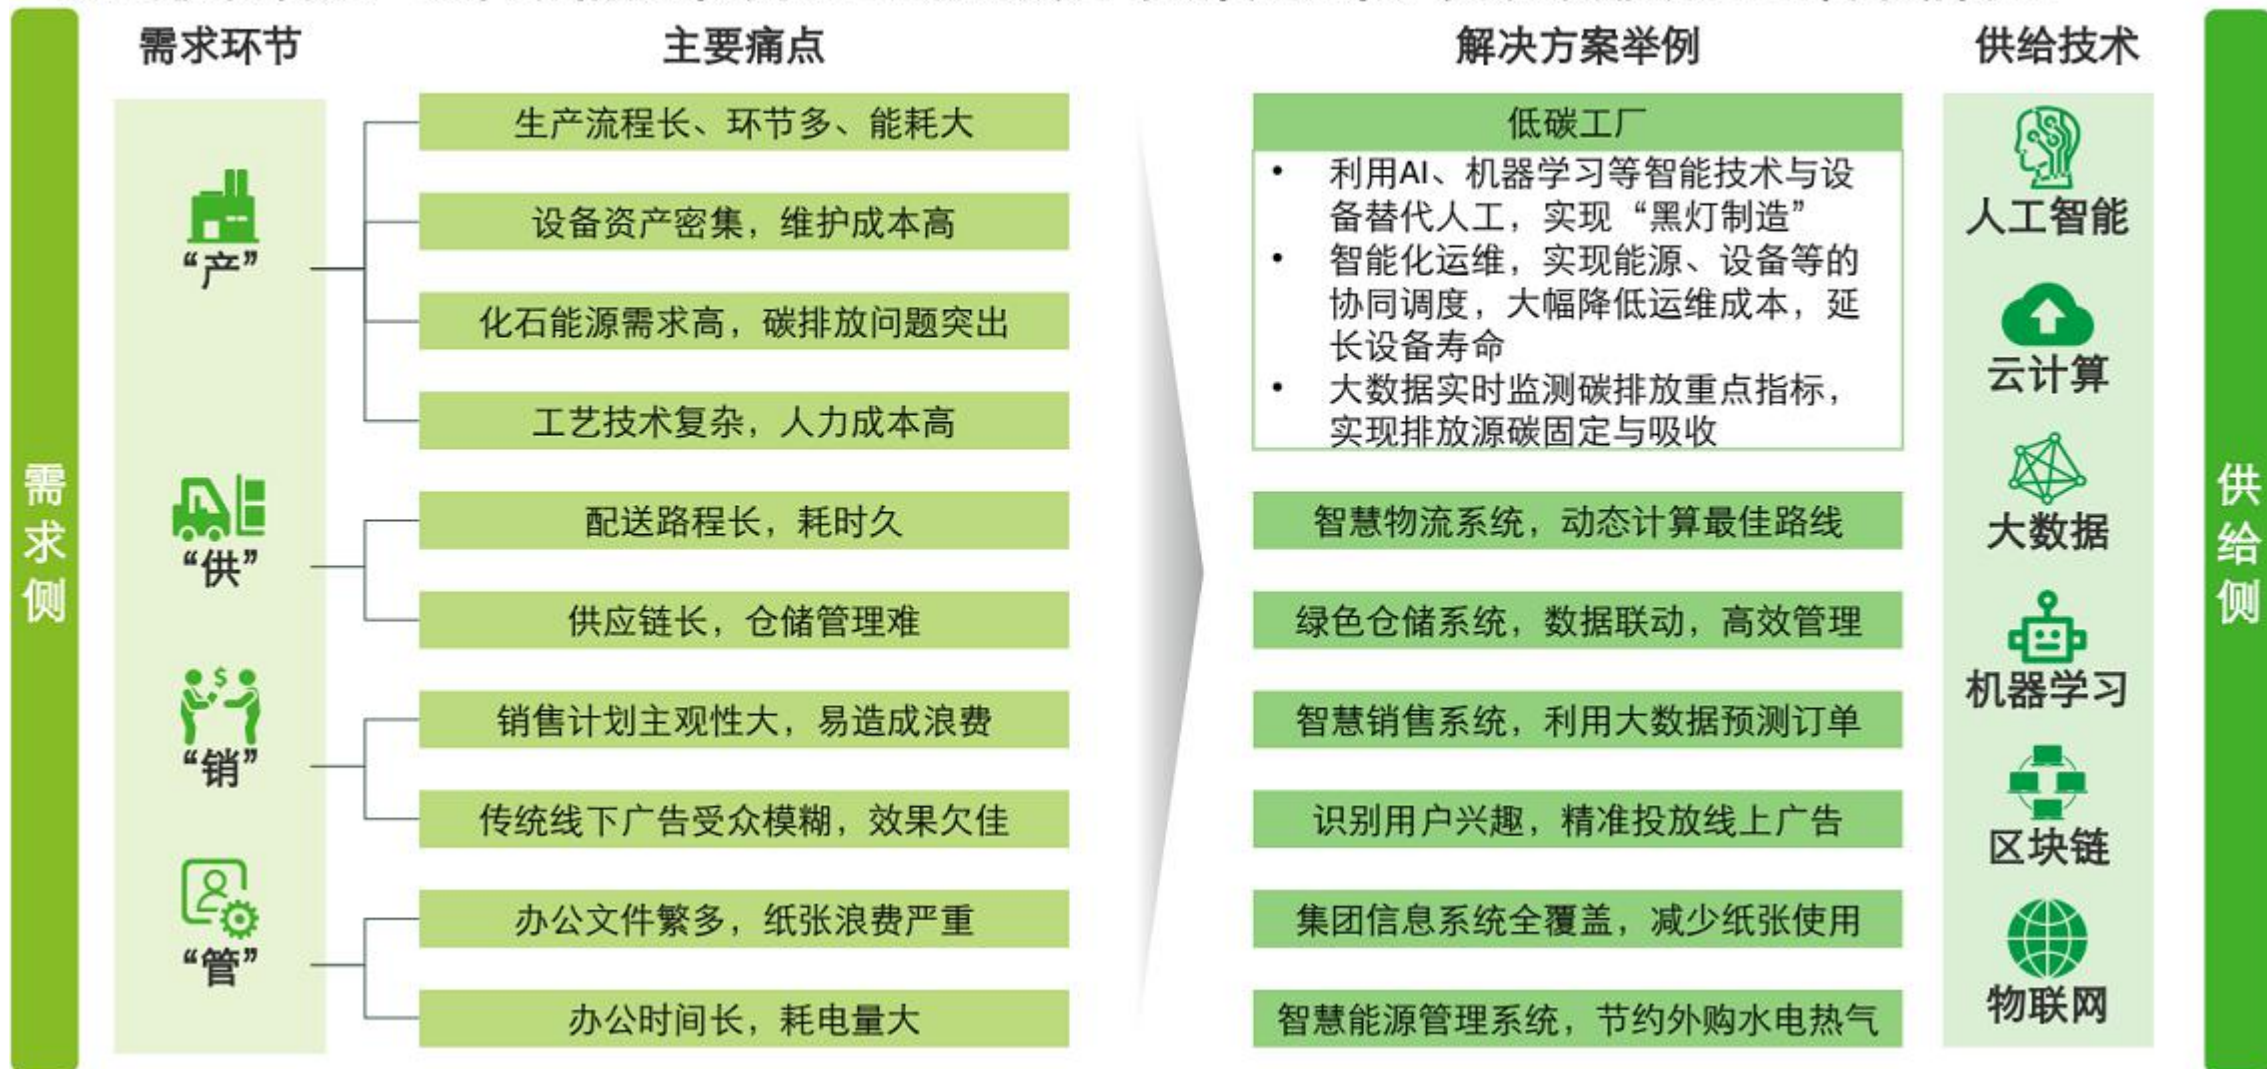 需求侧
需求环节
主要痛点
解决方案举例
供给技术
供给侧
“产”
生产流程长、环节多、能耗大
设备资产密集，维护成本高
化石能源需求高，碳排放问题突出
工艺技术复杂，人力成本高
低碳工厂
• 利用AI、机器学习等智能技术与设
备替代人工，实现“黑灯制造”
• 智能化运维，实现能源、设备等的
协同调度，大幅降低运维成本，延
长设备寿命
• 大数据实时监测碳排放重点指标，
实现排放源碳固定与吸收
“供”
配送路程长，耗时久
智慧物流系统，动态计算最佳路线
供应链长，仓储管理难
绿色仓储系统，数据联动，高效管理
“销”
$
销售计划主观性大，易造成浪费
智慧销售系统，利用大数据预测订单
传统线下广告受众模糊，效果欠佳
识别用户兴趣，精准投放线上广告
“管”
办公文件繁多，纸张浪费严重
集团信息系统全覆盖，减少纸张使用
办公时间长，耗电量大
智慧能源管理系统，节约外购水电热气
人工智能
云计算
大数据
机器学习
区块链
物联网